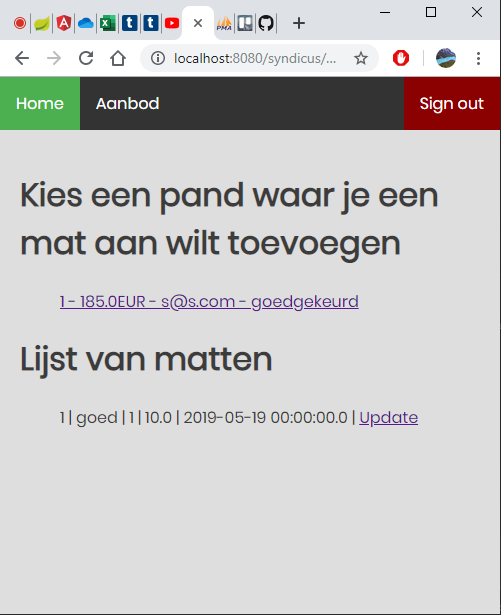 localhost:8080/syndicus/...
Home Aanbod Sign out
Kies een pand waar je een
mat aan wilt toevoegen
1 - 185.0EUR - s@s.com - goedgekeurd
Lijst van matten
1 | goed | 1 | 10.0 | 2019-05-19 00:00:00.0 | Update